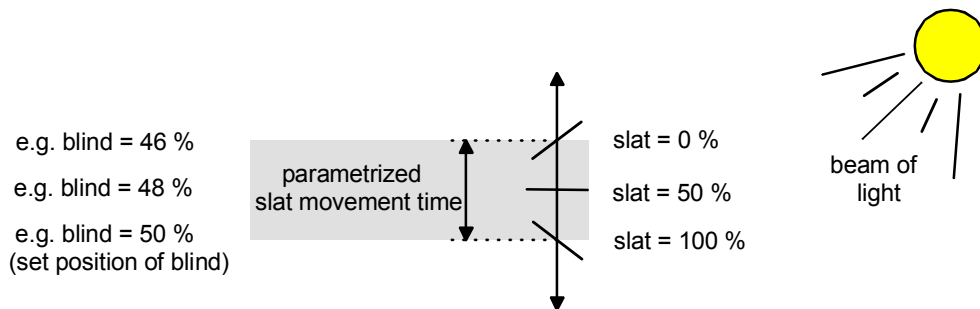 e.g. blind = 46 %
e.g. blind = 48 %
e.g. blind = 50 %
(set position of blind)
parametrized
slat movement time
slat = 0 %
slat = 50 %
slat = 100 %
beam of
light